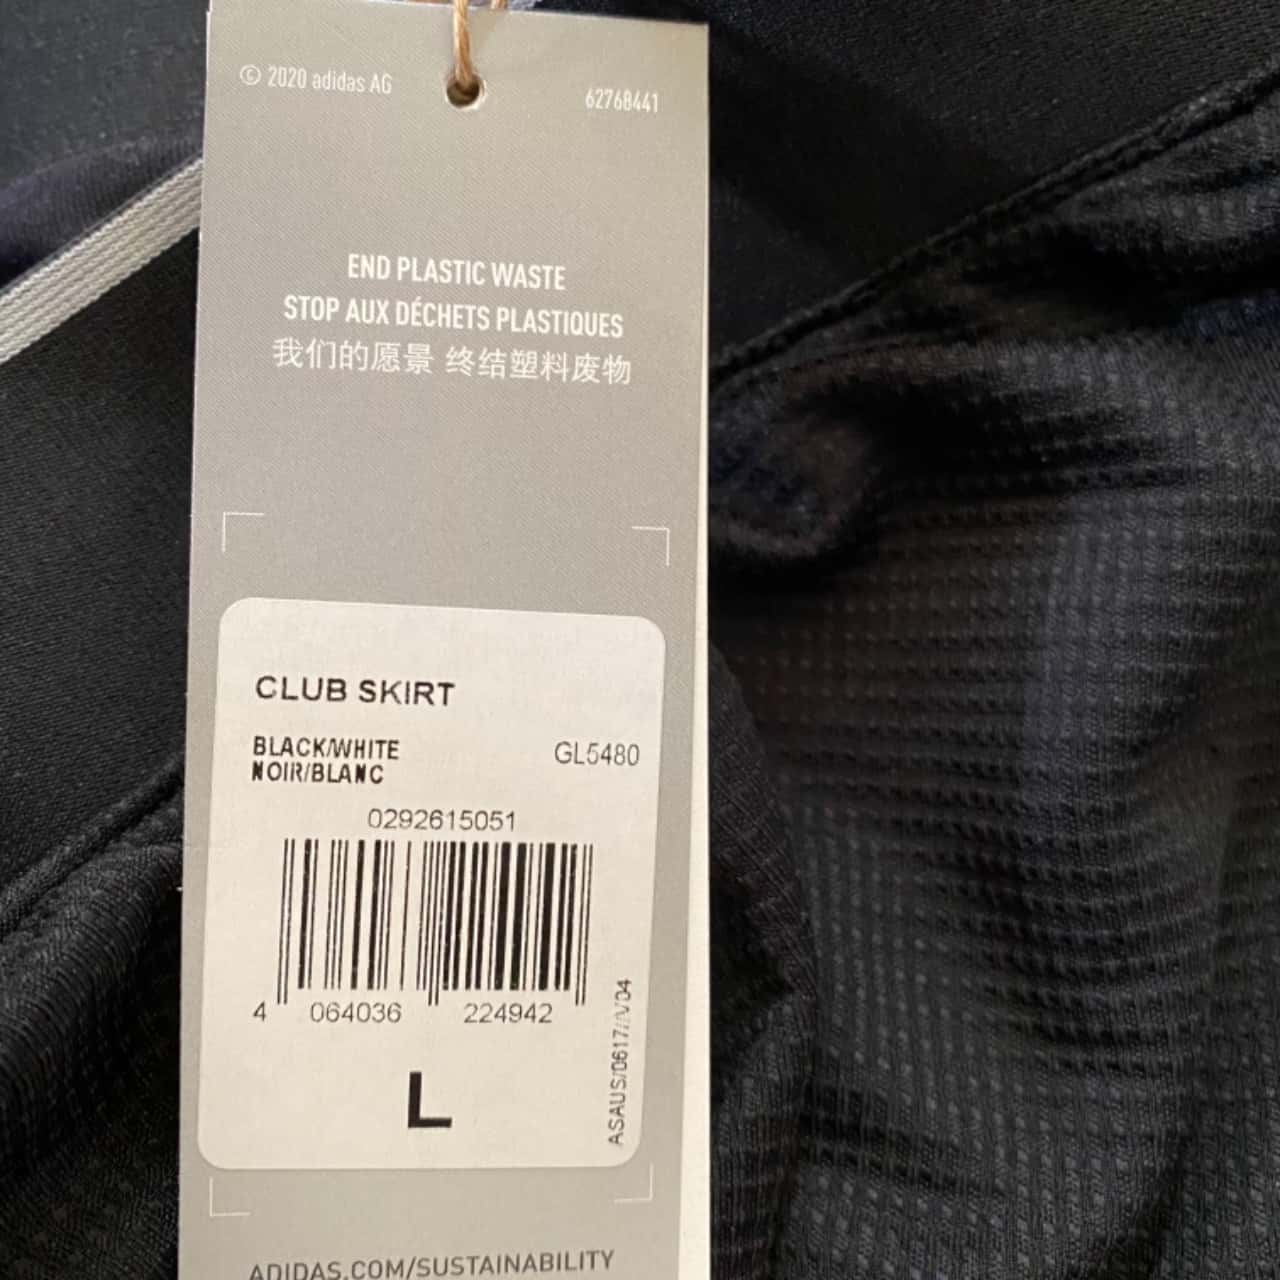 © 2020 adidas AG
62768441
END PLASTIC WASTE
STOP AUX DÉCHETS PLASTIQUES
我们的愿景 终结塑料废物
CLUB SKIRT
BLACK/WHITE
NOIR/BLANC
GL5480
0292615051
4 064036 224942
ASAUS/0617//V04
L
ADIDAS.COM/SUSTAINABILITY